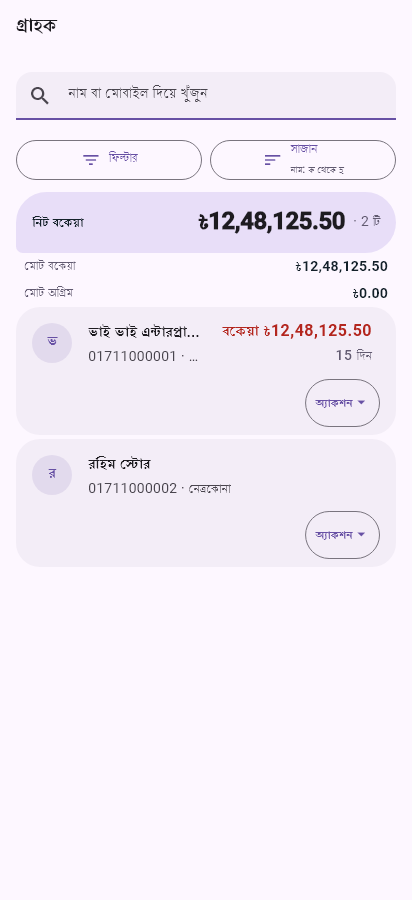 গ্রাহক
নাম বা মোবাইল দিয়ে খুঁজুন
ফিল্টার
সাজান
নাম: ক থেকে হ
নিট বকেয়া ৳12,48,125.50 · 2 টি
মোট বকেয়া ৳12,48,125.50
মোট অগ্রিম ৳0.00
ভ ভাই ভাই এন্টারপ্রা... বকেয়া ৳12,48,125.50
01711000001 · ... 15 দিন
অ্যাকশন
র রহিম স্টোর
01711000002 · নেত্রকোনা
অ্যাকশন